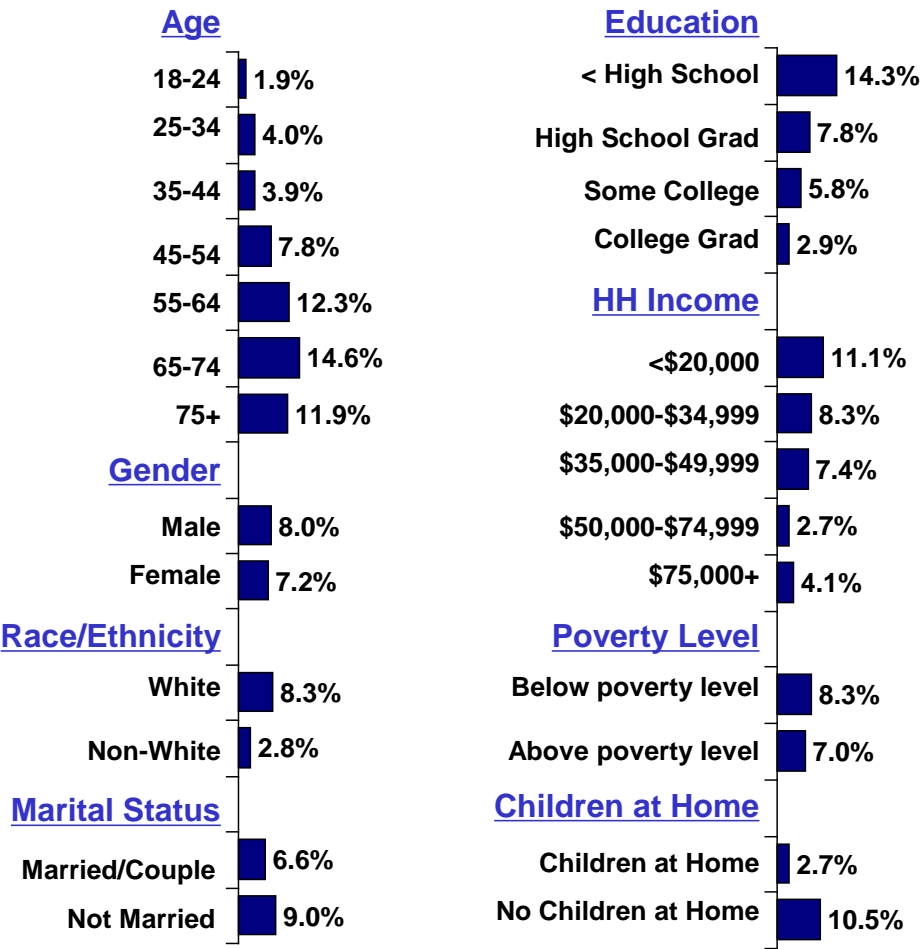 Age
18-24 1.9%
25-34 4.0%
35-44 3.9%
45-54 7.8%
55-64 12.3%
65-74 14.6%
75+ 11.9%
Gender
Male 8.0%
Female 7.2%
Race/Ethnicity
White 8.3%
Non-White 2.8%
Marital Status
Married/Couple 6.6%
Not Married 9.0%
Education
< High School 14.3%
High School Grad 7.8%
Some College 5.8%
College Grad 2.9%
HH Income
<$20,000 11.1%
$20,000-$34,999 8.3%
$35,000-$49,999 7.4%
$50,000-$74,999 2.7%
$75,000+ 4.1%
Poverty Level
Below poverty level 8.3%
Above poverty level 7.0%
Children at Home
Children at Home 2.7%
No Children at Home 10.5%